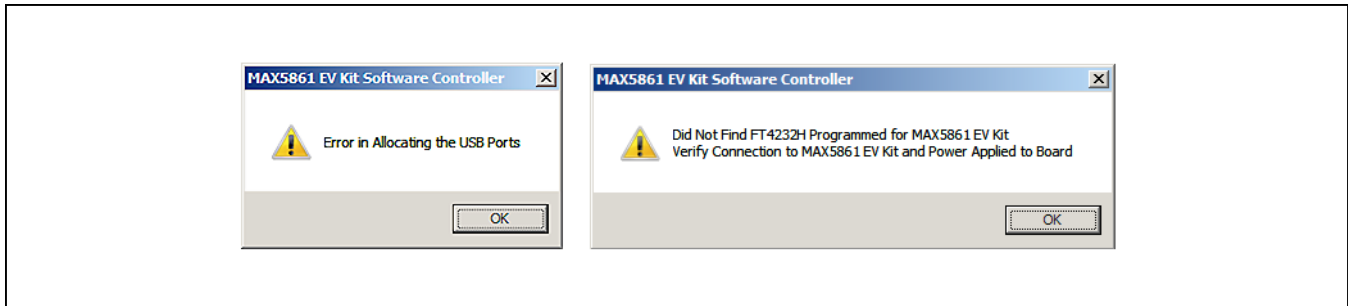 MAX5861 EV Kit Software Controller
Error in Allocating the USB Ports
OK
MAX5861 EV Kit Software Controller
Did Not Find FT4232H Programmed for MAX5861 EV Kit
Verify Connection to MAX5861 EV Kit and Power Applied to Board
OK